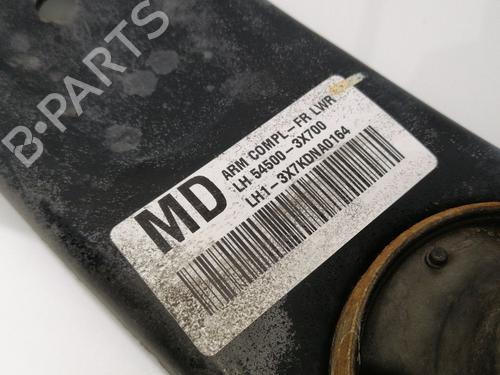 B-PARTS
MD
ARM COMPL-FR LWR
LH 54500-3X700
LH1-3X7KDNA0164